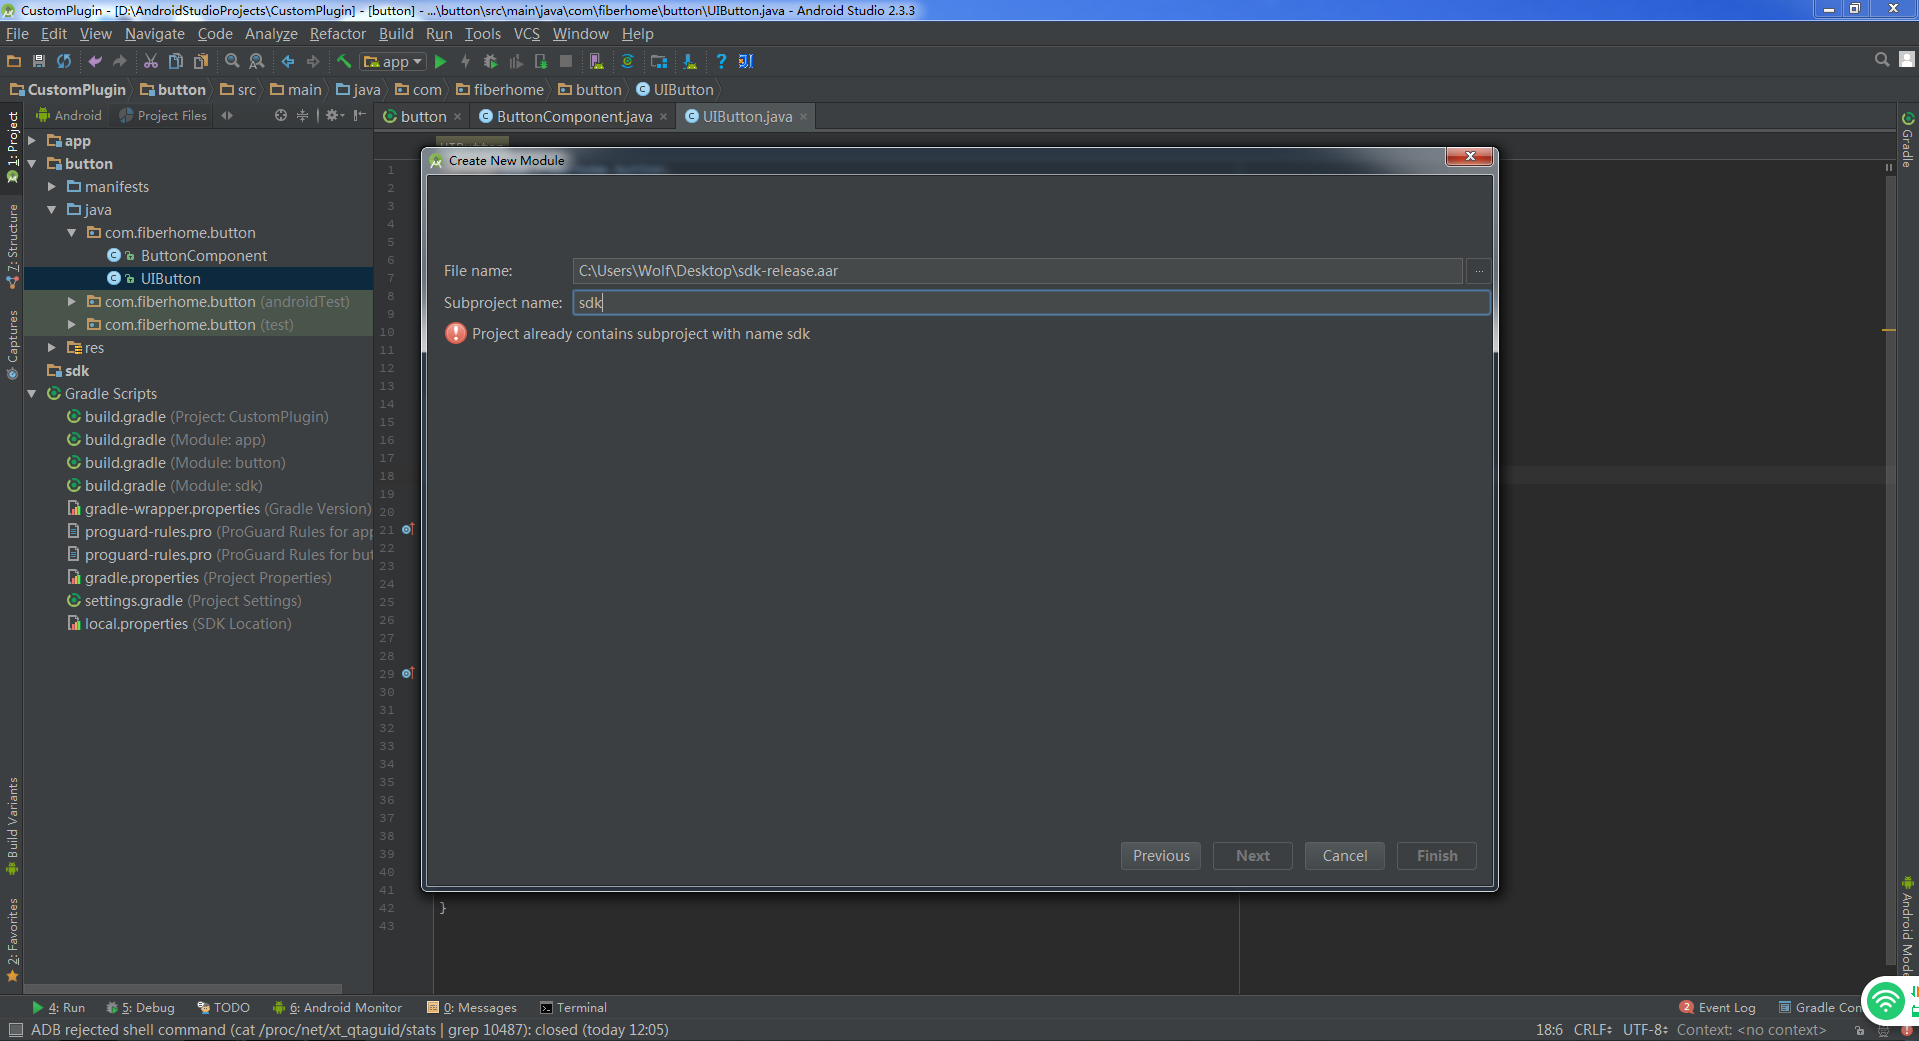 CustomPlugin - [D:\AndroidStudioProjects\CustomPlugin] - [button] - ...\button\src\main\java\com\fiberhome\button\UIButton.java - Android Studio 2.3.3
File Edit View Navigate Code Analyze Refactor Build Run Tools VCS Window Help
app
CustomPlugin button src main java com fiberhome button UIButton
Android Project Files
button ButtonComponent.java UIButton.java
1: Project
7: Structure
Captures
Build Variants
2: Favorites
app
button
manifests
java
com.fiberhome.button
ButtonComponent
UIButton
com.fiberhome.button (androidTest)
com.fiberhome.button (test)
res
sdk
Gradle Scripts
build.gradle (Project: CustomPlugin)
build.gradle (Module: app)
build.gradle (Module: button)
build.gradle (Module: sdk)
gradle-wrapper.properties (Gradle Version)
proguard-rules.pro (ProGuard Rules for app
proguard-rules.pro (ProGuard Rules for but
gradle.properties (Project Properties)
settings.gradle (Project Settings)
local.properties (SDK Location)
1
2
3
4
5
6
7
8
9
10
11
12
13
14
15
16
17
18
19
20
21
22
23
24
25
26
27
28
29
30
31
32
33
34
35
36
37
38
39
40
41
42 }
43
Create New Module
File name: C:\Users\Wolf\Desktop\sdk-release.aar ...
Subproject name: sdk
Project already contains subproject with name sdk
Previous Next Cancel Finish
Gradle
Android Mode
4: Run 5: Debug TODO 6: Android Monitor 0: Messages Terminal 2 Event Log Gradle Con
ADB rejected shell command (cat /proc/net/xt_qtaguid/stats | grep 10487): closed (today 12:05) 18:6 CRLF UTF-8 Context: <no context>